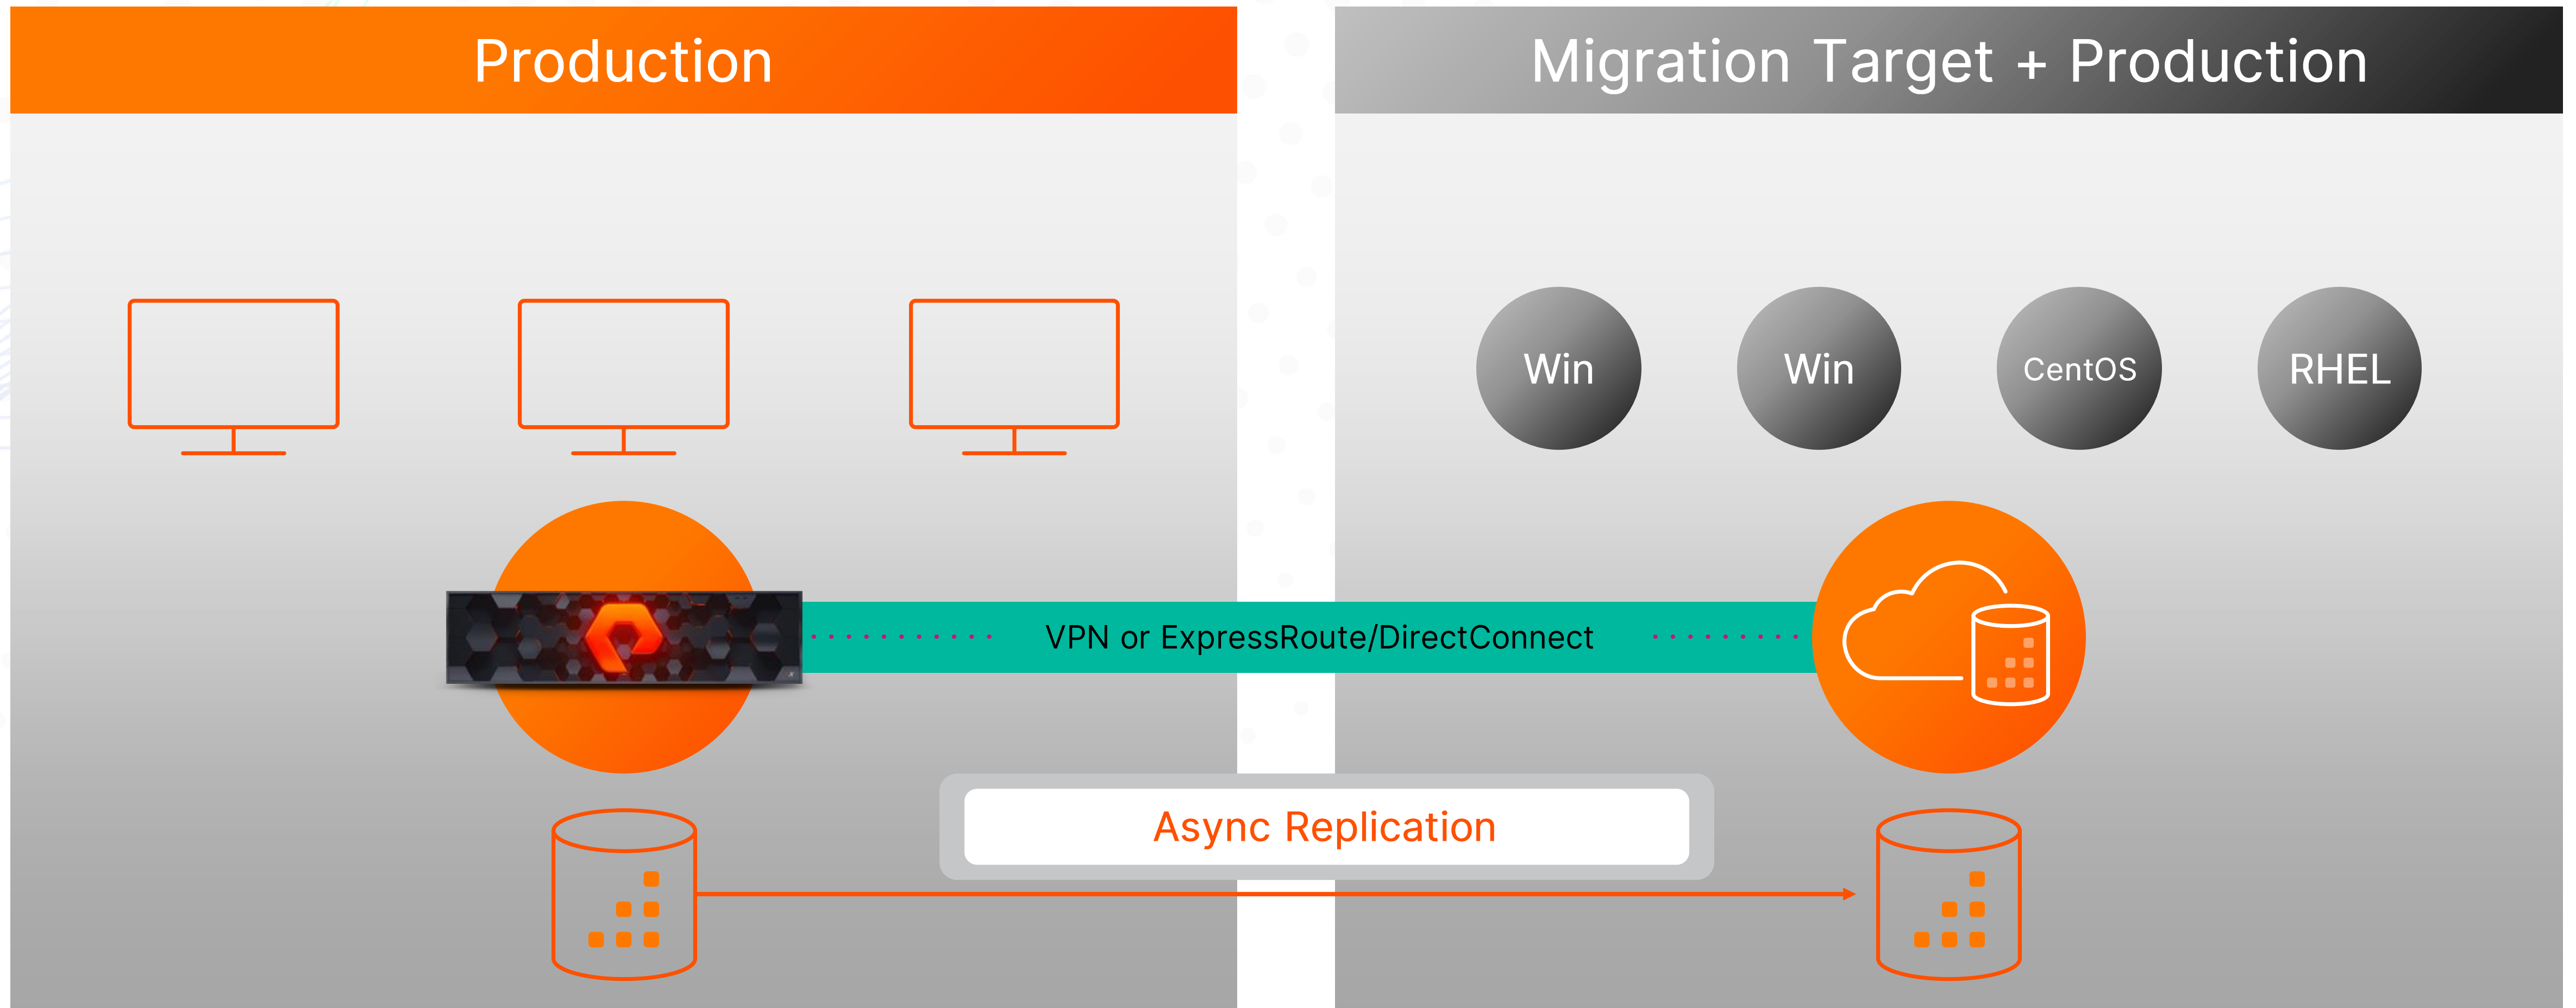 Production
Migration Target + Production
Win
Win
CentOS
RHEL
VPN or ExpressRoute/DirectConnect
Async Replication